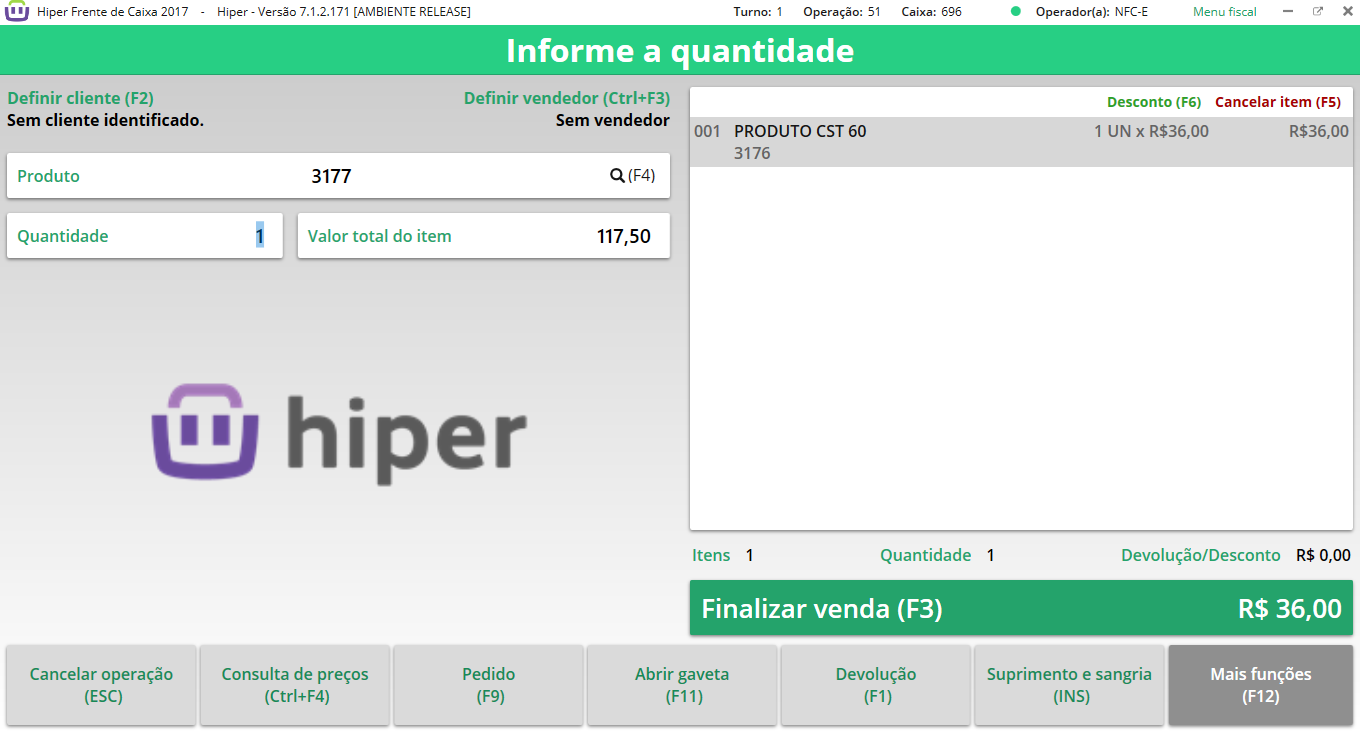 Hiper Frente de Caixa 2017 - Hiper - Versão 7.1.2.171 [AMBIENTE RELEASE] Turno: 1 Operação: 51 Caixa: 696 Operador(a): NFC-E Menu fiscal
Informe a quantidade
Definir cliente (F2) Definir vendedor (Ctrl+F3)
Sem cliente identificado. Sem vendedor
Produto 3177 (F4)
Quantidade 1 Valor total do item 117,50
hiper
Desconto (F6) Cancelar item (F5)
001 PRODUTO CST 60 1 UN x R$36,00 R$36,00
3176
Itens 1 Quantidade 1 Devolução/Desconto R$ 0,00
Finalizar venda (F3) R$ 36,00
Cancelar operação
(ESC)
Consulta de preços
(Ctrl+F4)
Pedido
(F9)
Abrir gaveta
(F11)
Devolução
(F1)
Suprimento e sangria
(INS)
Mais funções
(F12)